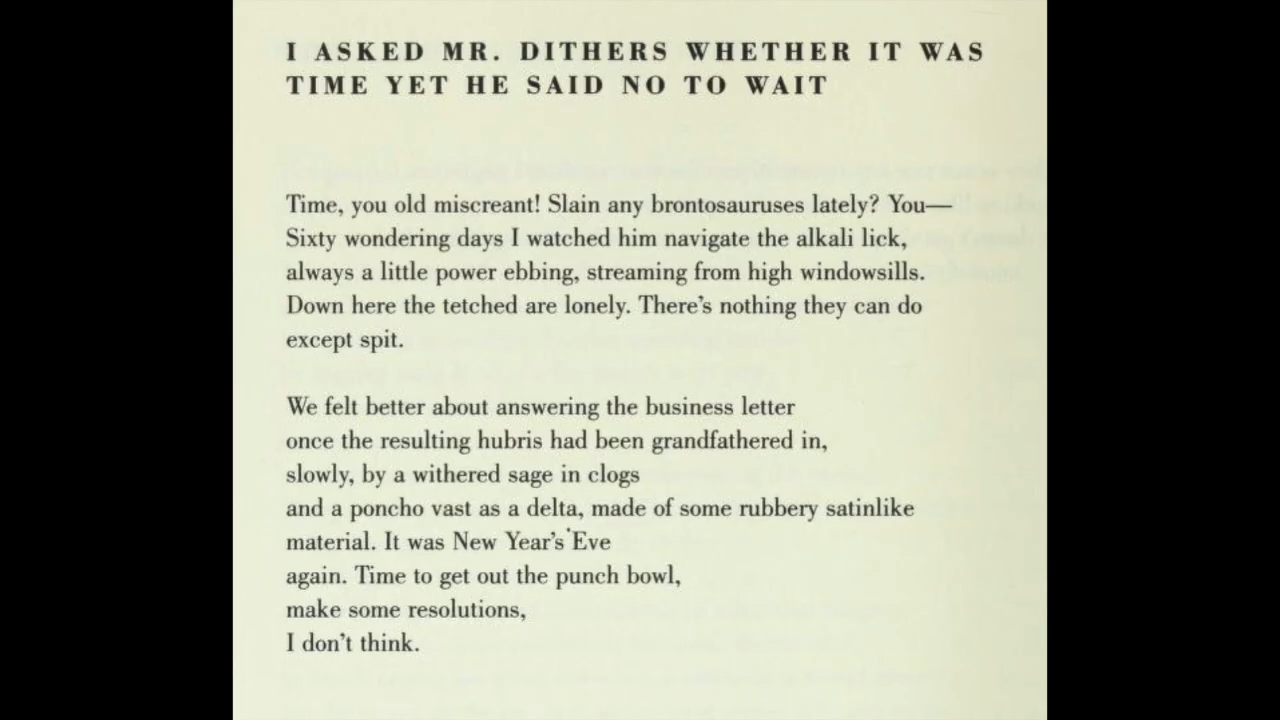 I ASKED MR. DITHERS WHETHER IT WAS
TIME YET HE SAID NO TO WAIT
Time, you old miscreant! Slain any brontosauruses lately? You—
Sixty wondering days I watched him navigate the alkali lick,
always a little power ebbing, streaming from high windowsills.
Down here the tetched are lonely. There’s nothing they can do
except spit.
We felt better about answering the business letter
once the resulting hubris had been grandfathered in,
slowly, by a withered sage in clogs
and a poncho vast as a delta, made of some rubbery satinlike
material. It was New Year’s Eve
again. Time to get out the punch bowl,
make some resolutions,
I don’t think.